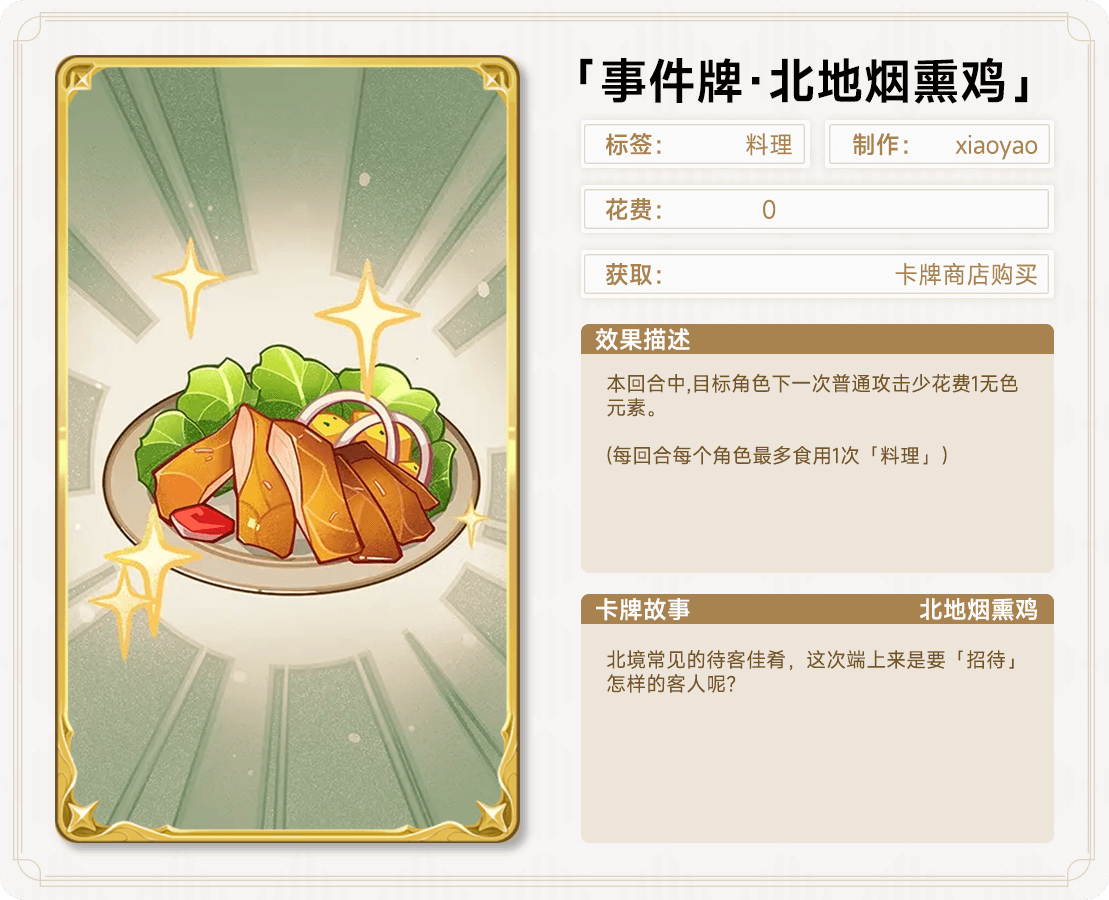 「事件牌·北地烟熏鸡」
标签： 料理 制作： xiaoyao
花费： 0
获取： 卡牌商店购买
效果描述
本回合中,目标角色下一次普通攻击少花费1无色
元素。
(每回合每个角色最多食用1次「料理」)
卡牌故事 北地烟熏鸡
北境常见的待客佳肴，这次端上来是要「招待」
怎样的客人呢?